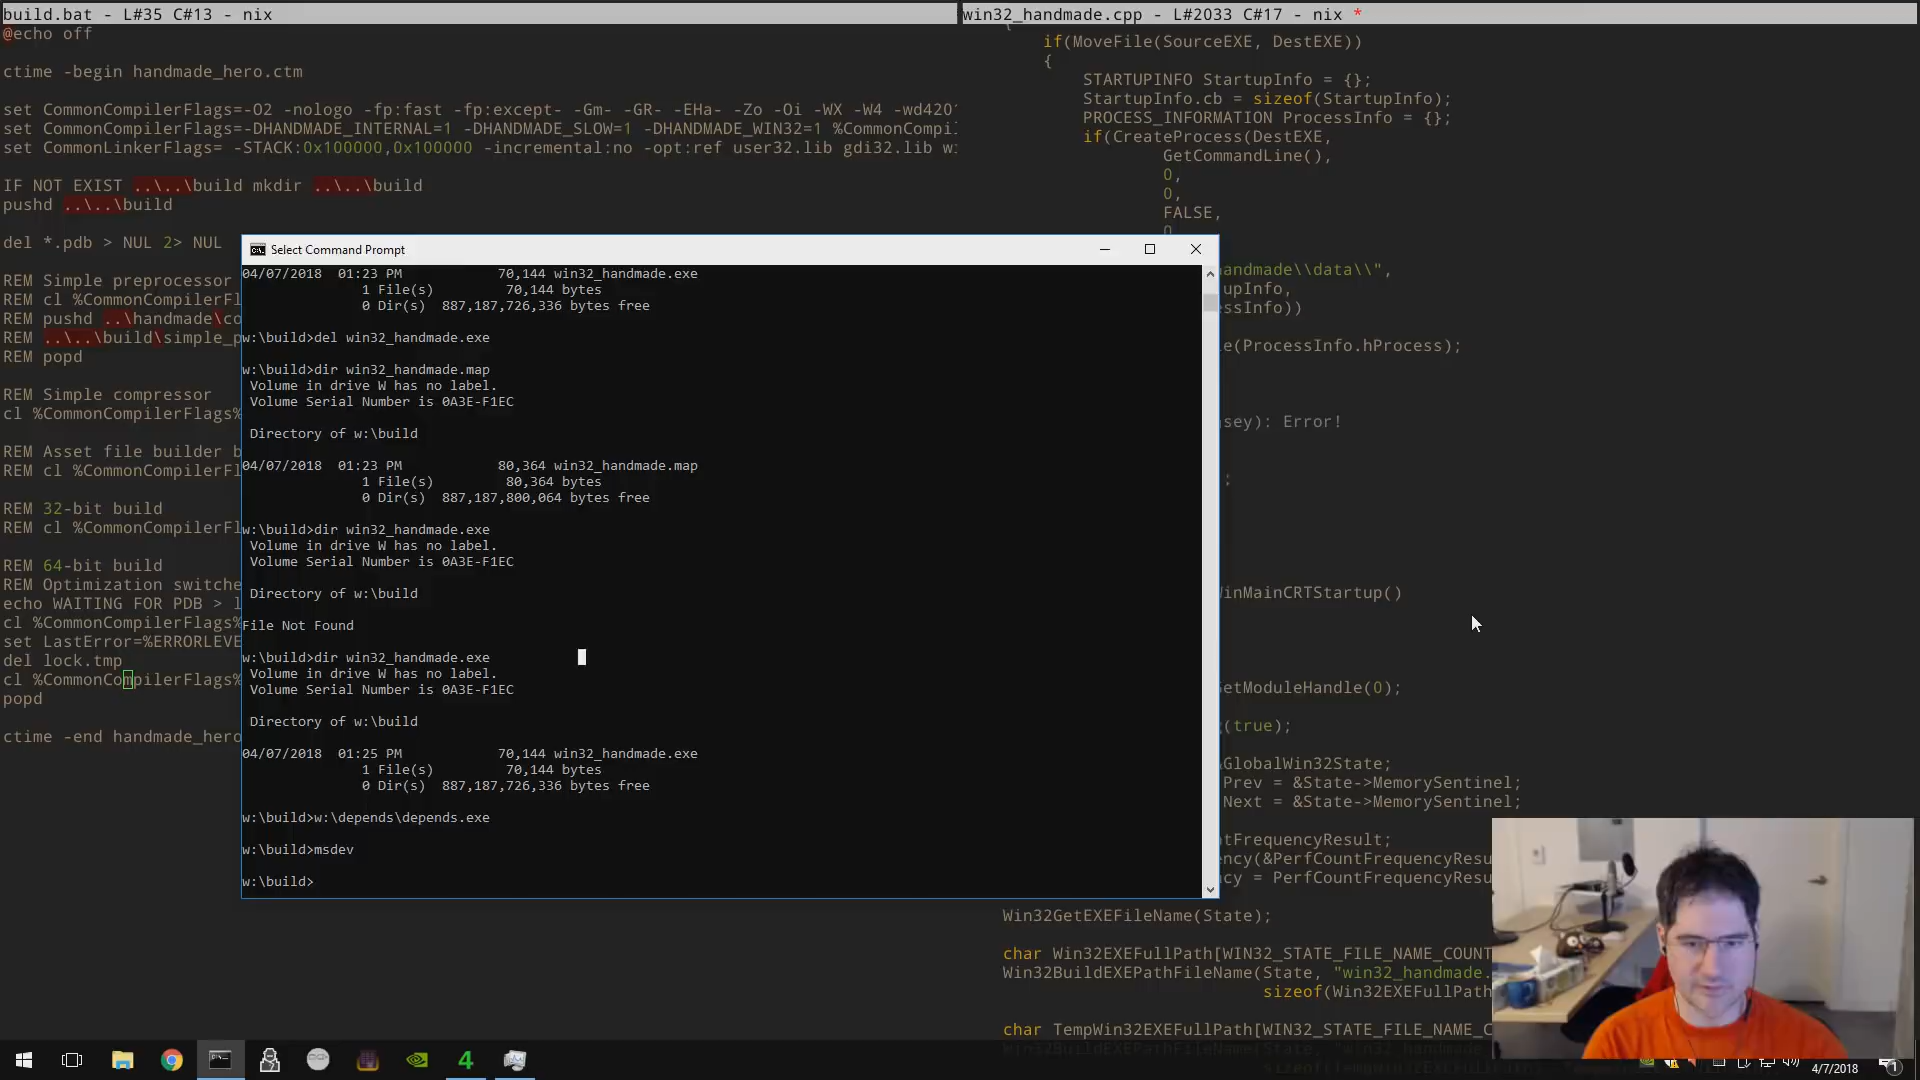 build.bat - L#35 C#13 - nix
@echo off
ctime -begin handmade_hero.ctm
set CommonCompilerFlags=-O2 -nologo -fp:fast -fp:except- -Gm- -GR- -EHa- -Zo -Oi -WX -W4 -wd4201
set CommonCompilerFlags=-DHANDMADE_INTERNAL=1 -DHANDMADE_SLOW=1 -DHANDMADE_WIN32=1 %CommonCompil
set CommonLinkerFlags= -STACK:0x100000,0x100000 -incremental:no -opt:ref user32.lib gdi32.lib wi
IF NOT EXIST ..\..\build mkdir ..\..\build
pushd ..\..\build
del *.pdb > NUL 2> NUL
REM Simple preprocessor
REM cl %CommonCompilerFl
REM pushd ..\handmade\co
REM ..\..\build\simple_p
REM popd
REM Simple compressor
cl %CommonCompilerFlags%
REM Asset file builder b
REM cl %CommonCompilerFl
REM 32-bit build
REM cl %CommonCompilerFl
REM 64-bit build
REM Optimization switche
echo WAITING FOR PDB > l
cl %CommonCompilerFlags%
set LastError=%ERRORLEVE
del lock.tmp
cl %CommonCompilerFlags%
popd
ctime -end handmade_hero
Select Command Prompt
04/07/2018 01:23 PM 70,144 win32_handmade.exe
1 File(s) 70,144 bytes
0 Dir(s) 887,187,726,336 bytes free
w:\build>del win32_handmade.exe
w:\build>dir win32_handmade.map
Volume in drive W has no label.
Volume Serial Number is 0A3E-F1EC
Directory of w:\build
04/07/2018 01:23 PM 80,364 win32_handmade.map
1 File(s) 80,364 bytes
0 Dir(s) 887,187,800,064 bytes free
w:\build>dir win32_handmade.exe
Volume in drive W has no label.
Volume Serial Number is 0A3E-F1EC
Directory of w:\build
File Not Found
w:\build>dir win32_handmade.exe
Volume in drive W has no label.
Volume Serial Number is 0A3E-F1EC
Directory of w:\build
04/07/2018 01:25 PM 70,144 win32_handmade.exe
1 File(s) 70,144 bytes
0 Dir(s) 887,187,726,336 bytes free
w:\build>w:\depends\depends.exe
w:\build>msdev
w:\build>
win32_handmade.cpp - L#2033 C#17 - nix *
{
if(MoveFile(SourceEXE, DestEXE))
{
STARTUPINFO StartupInfo = {};
StartupInfo.cb = sizeof(StartupInfo);
PROCESS_INFORMATION ProcessInfo = {};
if(CreateProcess(DestEXE,
GetCommandLine(),
0,
0,
FALSE,
0
andmade\\data\\",
upInfo,
ssInfo))
e(ProcessInfo.hProcess);
sey): Error!
;
WinMainCRTStartup()
GetModuleHandle(0);
g(true);
&GlobalWin32State;
Prev = &State->MemorySentinel;
Next = &State->MemorySentinel;
ntFrequencyResult;
ency(&PerfCountFrequencyResu
ncy = PerfCountFrequencyResu
Win32GetEXEFileName(State);
char Win32EXEFullPath[WIN32_STATE_FILE_NAME_COUNT
Win32BuildEXEPathFileName(State, "win32_handmade.
sizeof(Win32EXEFullPath
char TempWin32EXEFullPath[WIN32_STATE_FILE_NAME_C
4/7/2018